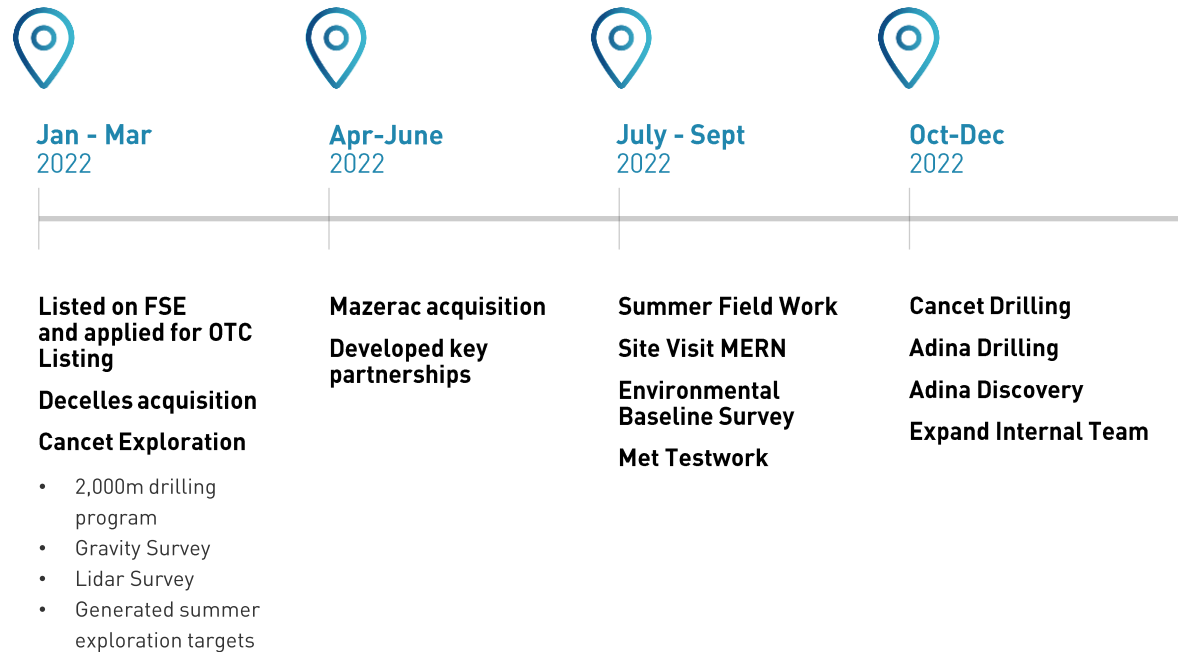 Jan - Mar
2022
Apr-June
2022
July - Sept
2022
Oct-Dec
2022
Listed on FSE
and applied for OTC
Listing
Decelles acquisition
Cancet Exploration
• 2,000m drilling
program
• Gravity Survey
• Lidar Survey
• Generated summer
exploration targets
Mazerac acquisition
Developed key
partnerships
Summer Field Work
Site Visit MERN
Environmental
Baseline Survey
Met Testwork
Cancet Drilling
Adina Drilling
Adina Discovery
Expand Internal Team